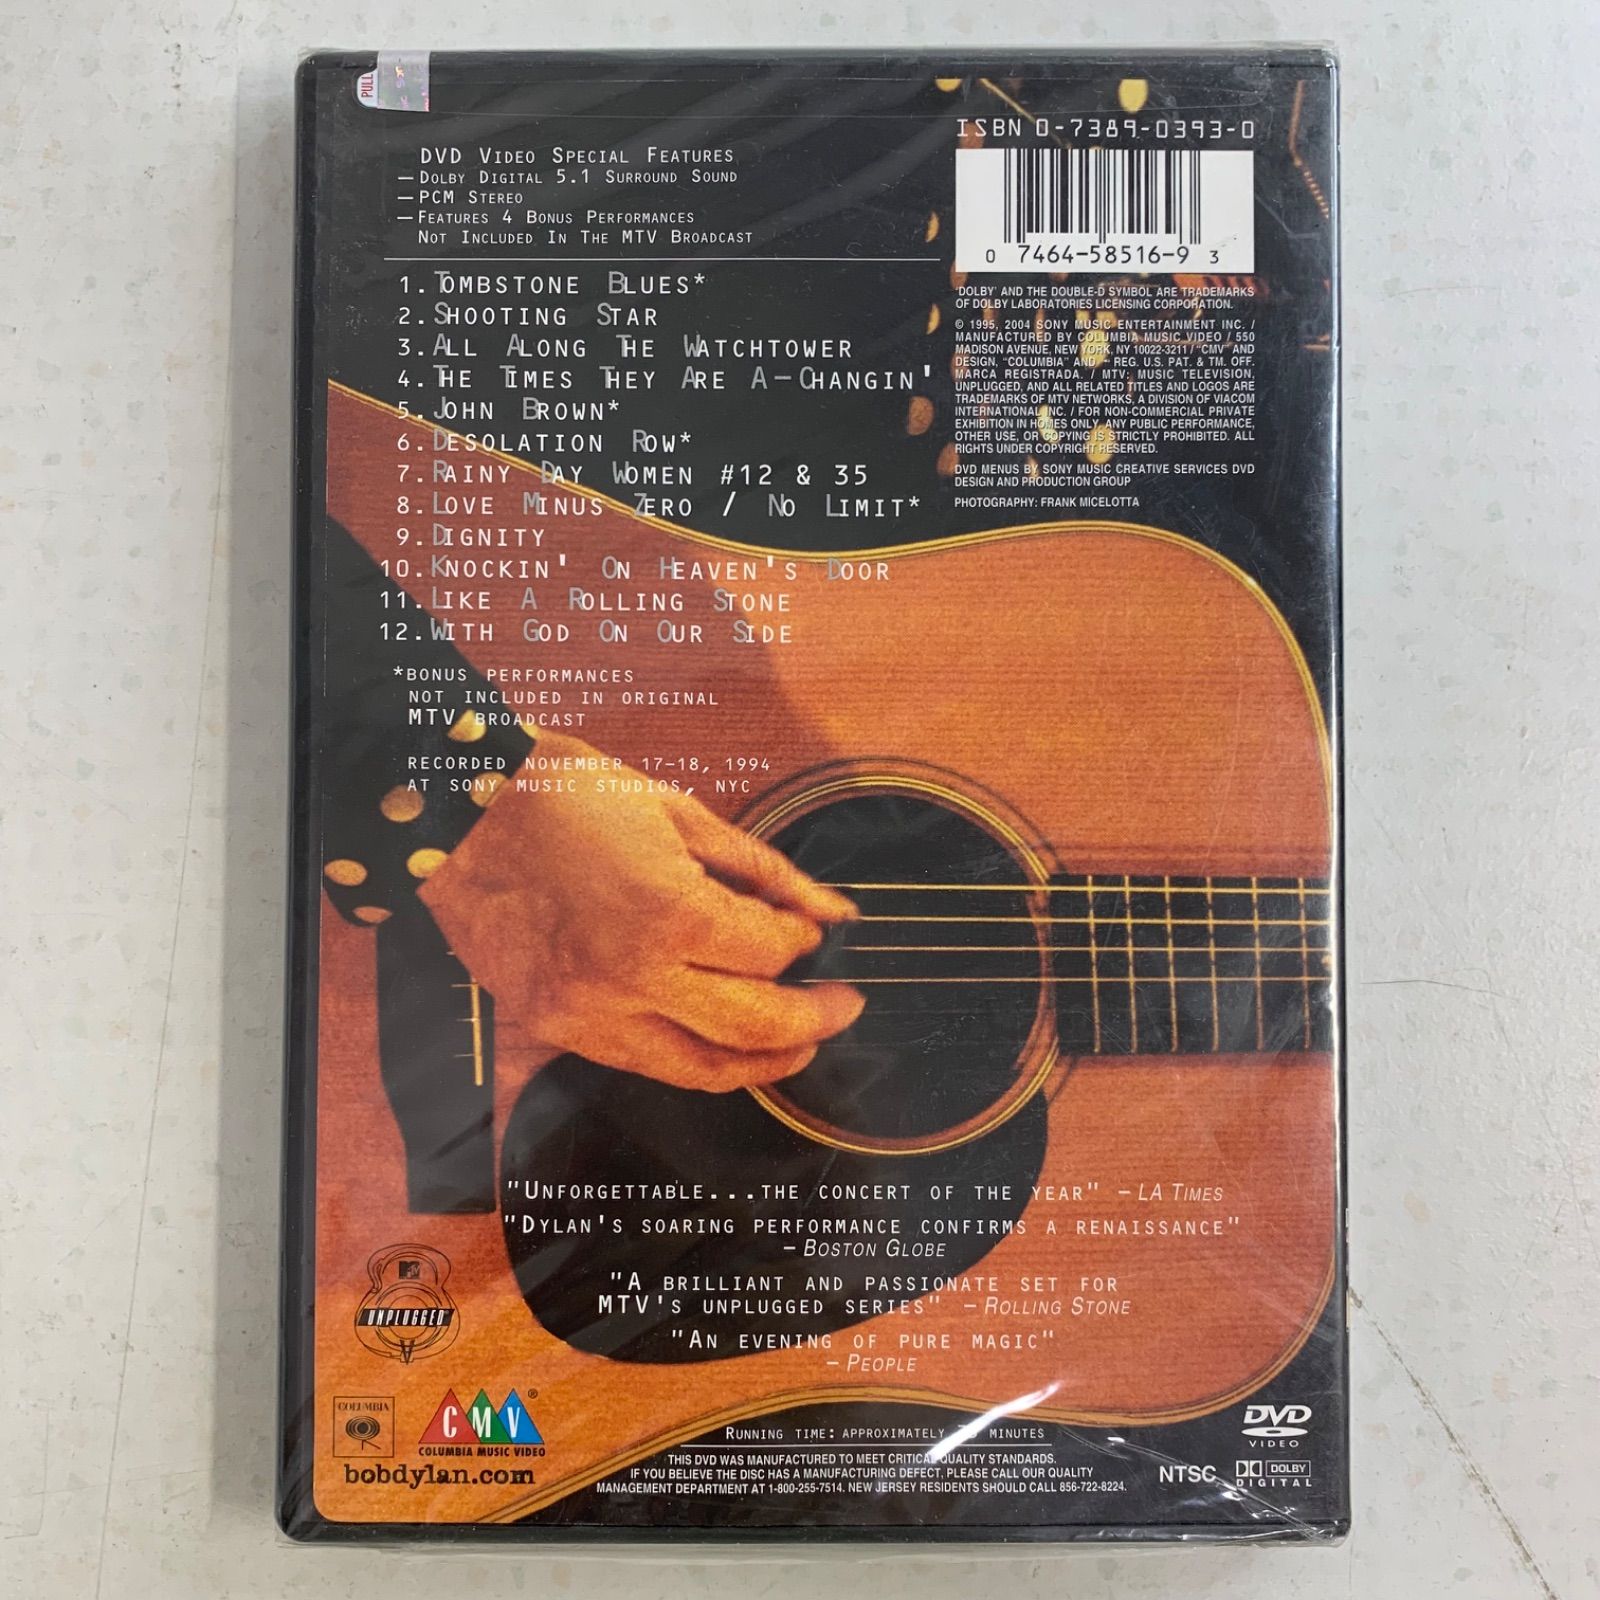 PULL
DVD Video Special Features
— Dolby Digital 5.1 Surround Sound
— PCM Stereo
— Features 4 Bonus Performances
Not Included In The MTV Broadcast
1. Tombstone Blues*
2. Shooting Star
3. All Along The Watchtower
4. The Times They Are A-Changin'
5. John Brown*
6. Desolation Row*
7. Rainy Day Women #12 & 35
8. Love Minus Zero / No Limit*
9. Dignity
10. Knockin' On Heaven's Door
11. Like A Rolling Stone
12. With God On Our Side
*BONUS PERFORMANCES
NOT INCLUDED IN ORIGINAL
MTV BROADCAST
RECORDED NOVEMBER 17-18, 1994
AT SONY MUSIC STUDIOS, NYC
ISBN 0-7389-0393-0
0 74645-8516-9 3
'DOLBY' AND THE DOUBLE-D SYMBOL ARE TRADEMARKS
OF DOLBY LABORATORIES LICENSING CORPORATION.
© 1995, 2004 SONY MUSIC ENTERTAINMENT INC. /
MANUFACTURED BY COLUMBIA MUSIC VIDEO / 550
MADISON AVENUE, NEW YORK, NY 10022-3211 / "CMV" AND
DESIGN, "COLUMBIA" AND REG. U.S. PAT. & TM. OFF.
MARCA REGISTRADA. / MTV: MUSIC TELEVISION,
UNPLUGGED, AND ALL RELATED TITLES AND LOGOS ARE
TRADEMARKS OF MTV NETWORKS, A DIVISION OF VIACOM
INTERNATIONAL INC. / FOR NON-COMMERCIAL PRIVATE
EXHIBITION IN HOMES ONLY. ANY PUBLIC PERFORMANCE,
OTHER USE, OR COPYING IS STRICTLY PROHIBITED. ALL
RIGHTS UNDER COPYRIGHT RESERVED.
DVD MENUS BY SONY MUSIC CREATIVE SERVICES DVD
DESIGN AND PRODUCTION GROUP
PHOTOGRAPHY: FRANK MICELOTTA
"Unforgettable...the concert of the year" – LA Times
"Dylan's soaring performance confirms a renaissance"
– Boston Globe
"A brilliant and passionate set for
MTV's unplugged series" – Rolling Stone
"An evening of pure magic"
– People
MTV
UNPLUGGED
COLUMBIA
CMV®
COLUMBIA MUSIC VIDEO
bobdylan.com
Running time: approximately minutes
THIS DVD WAS MANUFACTURED TO MEET CRITICAL QUALITY STANDARDS.
IF YOU BELIEVE THE DISC HAS A MANUFACTURING DEFECT, PLEASE CALL OUR QUALITY
MANAGEMENT DEPARTMENT AT 1-800-255-7514. NEW JERSEY RESIDENTS SHOULD CALL 856-722-8224.
DVD
VIDEO
NTSC
DOLBY
DIGITAL